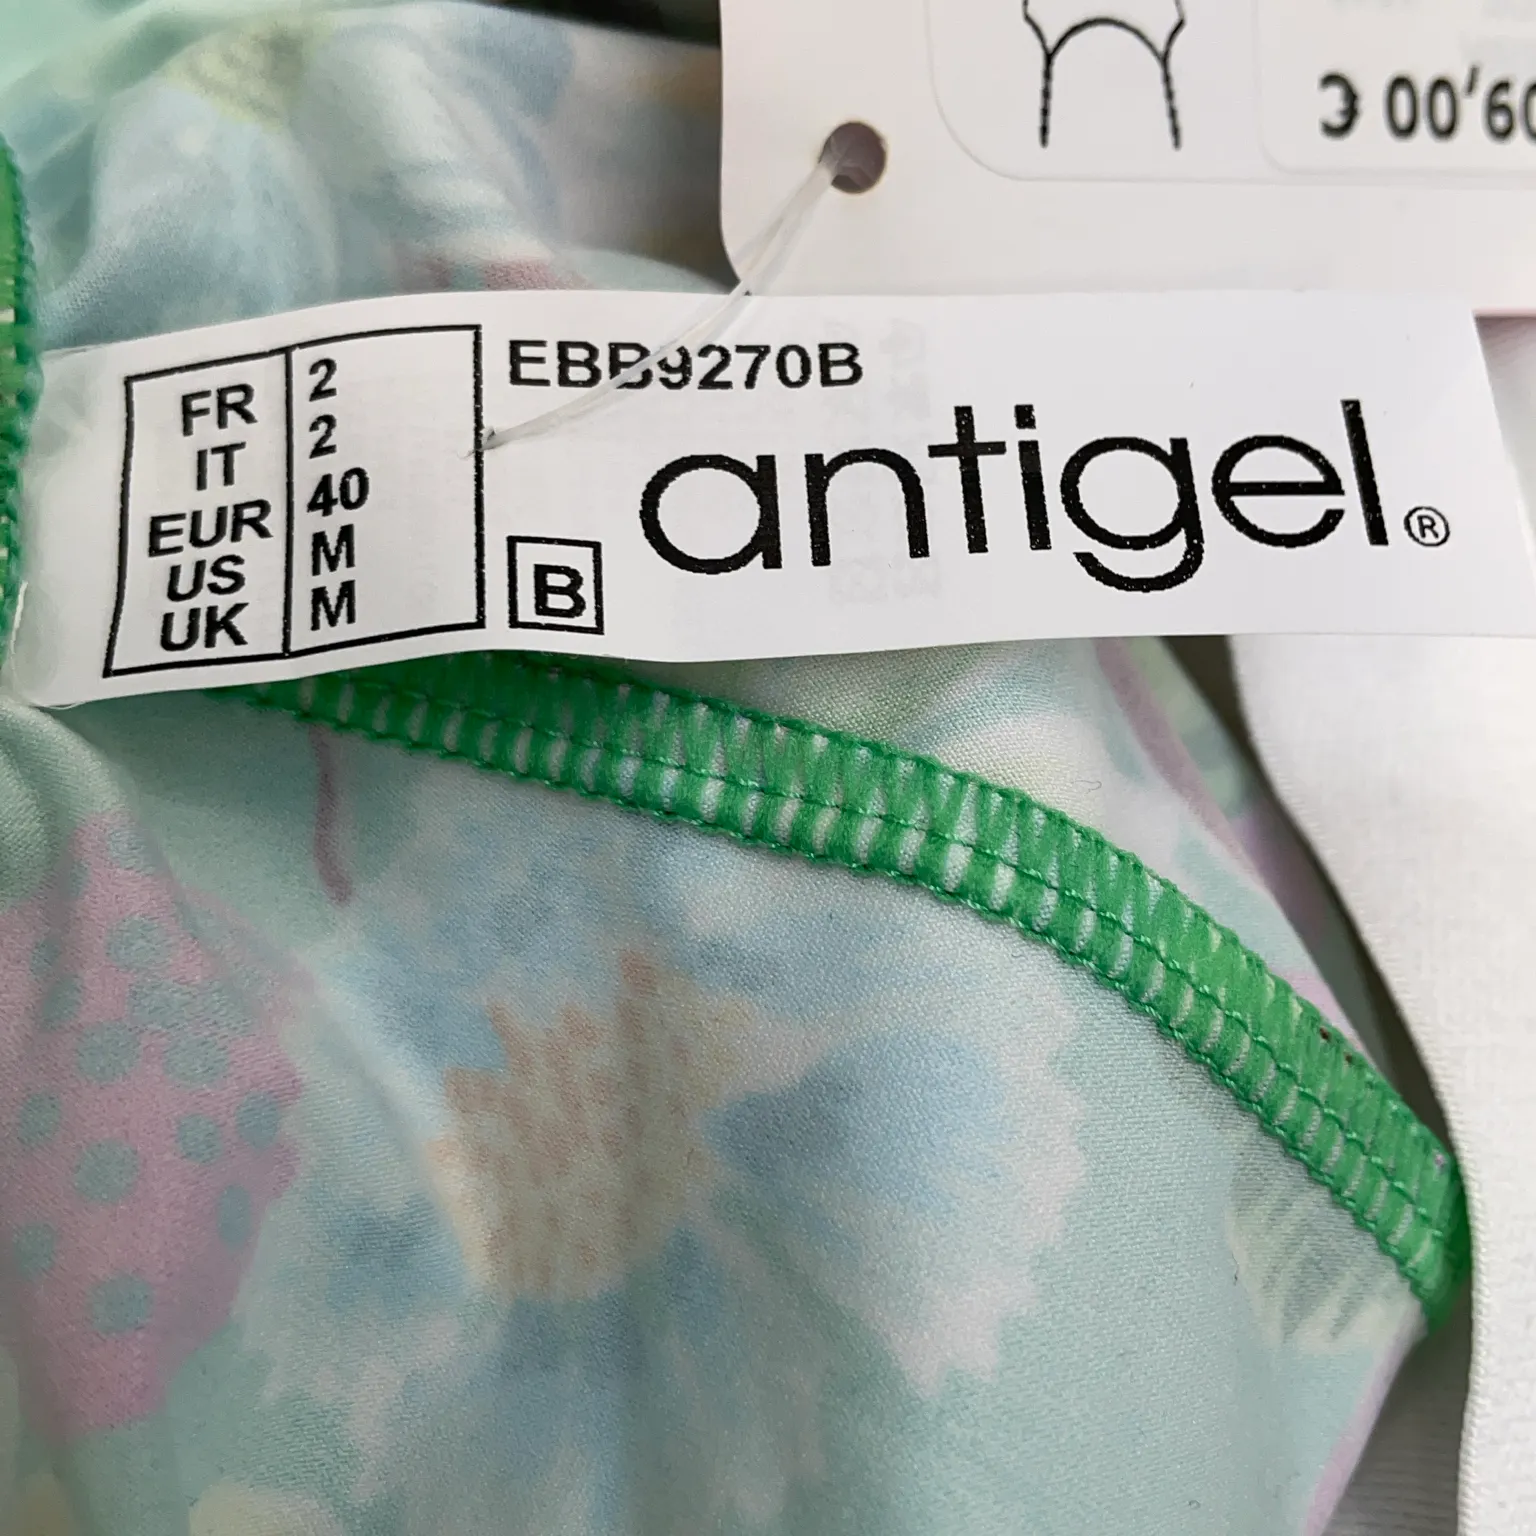 FR 2
IT 2
EUR 40
US M
UK M
EBB9270B
B
antigel®